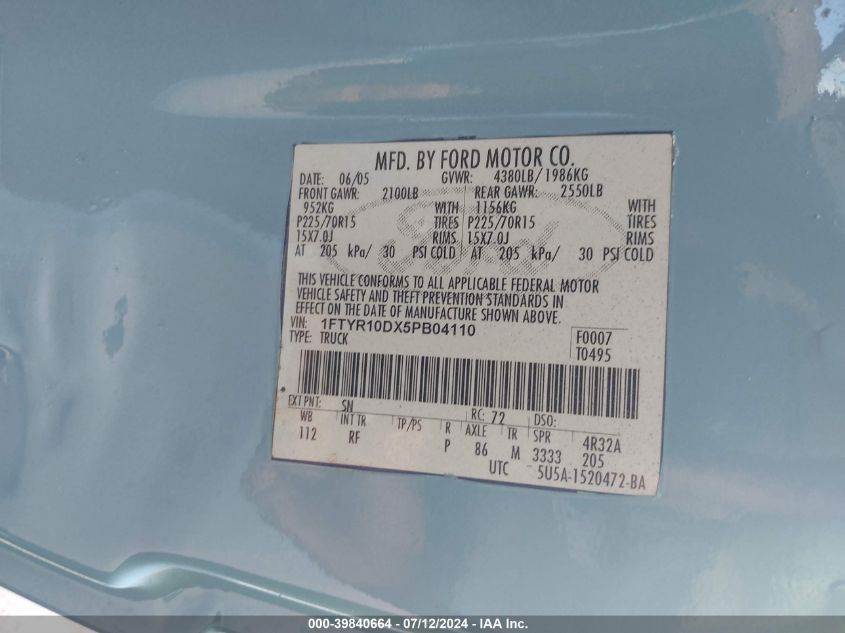 MFD. BY FORD MOTOR CO.
DATE: 06/05 GVWR: 4380LB/1986KG
FRONT GAWR: 2100LB REAR GAWR: 2550LB
952KG WITH 1156KG WITH
P225/70R15 TIRES P225/70R15 TIRES
15X7.0J RIMS 15X7.0J RIMS
AT 205 kPa/ 30 PSI COLD AT 205 kPa/ 30 PSI COLD
THIS VEHICLE CONFORMS TO ALL APPLICABLE FEDERAL MOTOR
VEHICLE SAFETY AND THEFT PREVENTION STANDARDS IN
EFFECT ON THE DATE OF MANUFACTURE SHOWN ABOVE.
VIN: 1FTYR10DX5PB04110 F0007
TYPE: TRUCK T0495
EXT PNT: SN RC: 72 DSO:
WB INT TR TP/PS R AXLE TR SPR 4R32A
112 RF P 86 M 3333 205
UTC 5U5A-1520472-BA
Ford
000-39840664 - 07/12/2024 - IAA, Inc.